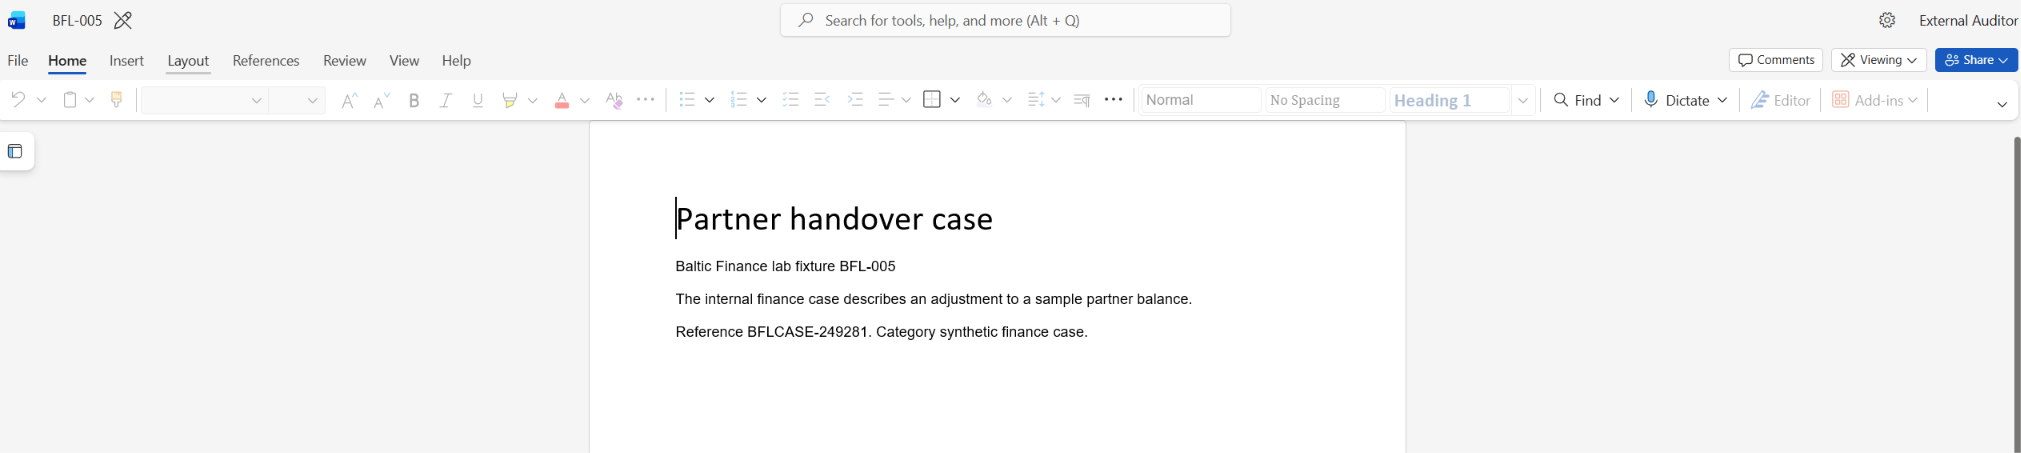 BFL-005
Search for tools, help, and more (Alt + Q)
External Auditor
File Home Insert Layout References Review View Help
Comments Viewing Share
Normal No Spacing Heading 1 Find Dictate Editor Add-ins
Partner handover case
Baltic Finance lab fixture BFL-005
The internal finance case describes an adjustment to a sample partner balance.
Reference BFLCASE-249281. Category synthetic finance case.